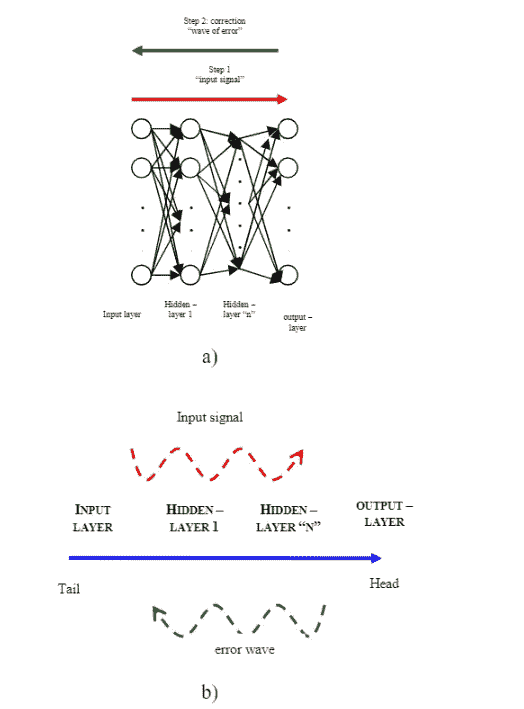 Step 2: correction
“wave of error”
Step 1
“input signal”
Input layer
Hidden –
layer 1
Hidden –
layer “n”
output –
layer
a)
Input signal
INPUT
LAYER
HIDDEN –
LAYER 1
HIDDEN –
LAYER “N”
OUTPUT –
LAYER
Tail
Head
error wave
b)